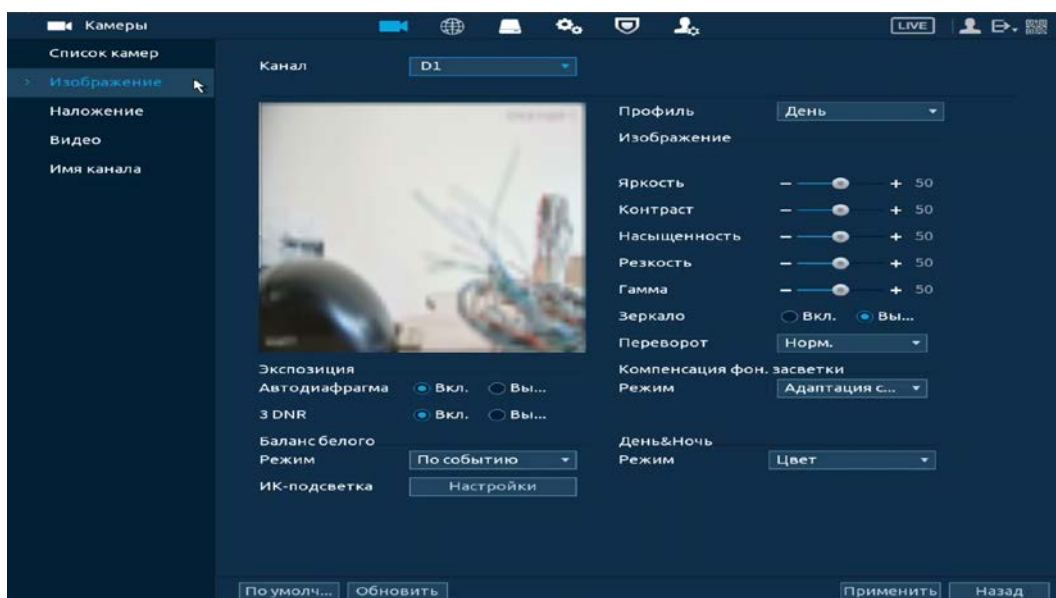 Камеры
LIVE
Список камер
Изображение
Наложение
Видео
Имя канала
Канал D1
Профиль День
Изображение
Яркость 50
Контраст 50
Насыщенность 50
Резкость 50
Гамма 50
Зеркало Вкл. Вы...
Переворот Норм.
Экспозиция
Автодиафрагма Вкл. Вы...
3 DNR Вкл. Вы...
Компенсация фон. засветки
Режим Адаптация с...
Баланс белого
Режим По событию
ИК-подсветка Настройки
День&Ночь
Режим Цвет
По умолч... Обновить Применить Назад